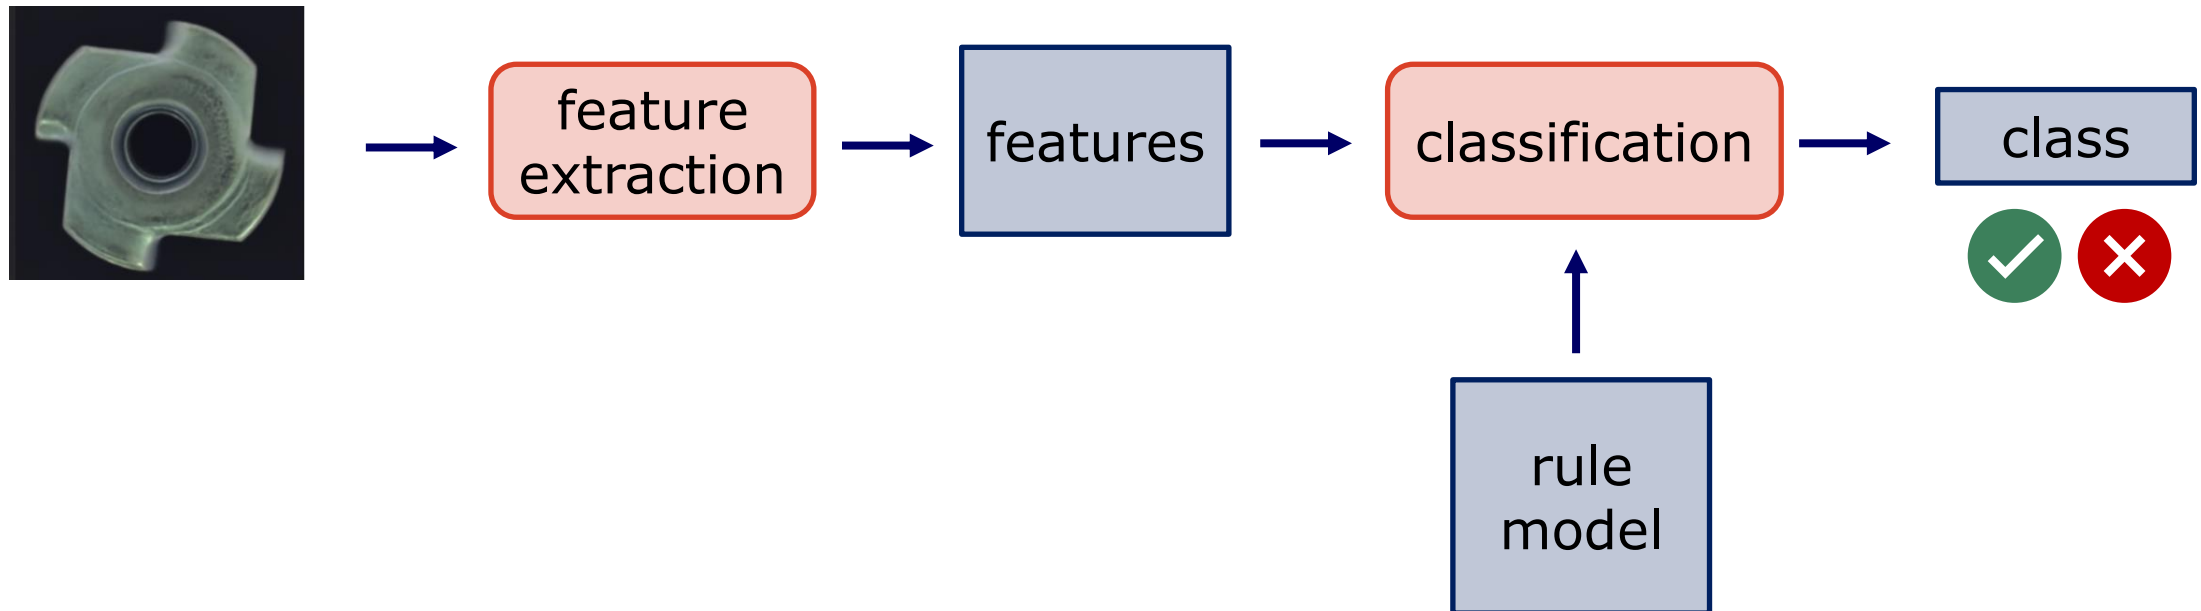 feature
extraction
features
classification
class
rule
model